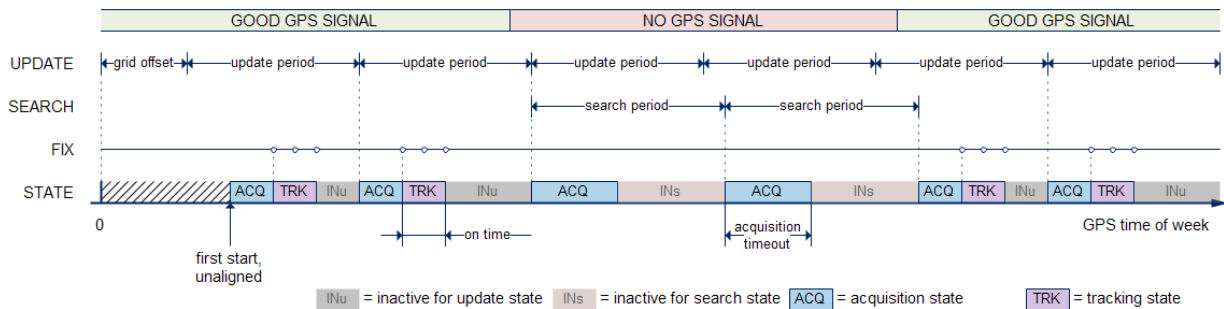 GOOD GPS SIGNAL NO GPS SIGNAL GOOD GPS SIGNAL
UPDATE grid offset update period update period update period update period update period update period
SEARCH search period search period
FIX
STATE ACQ TRK INu ACQ TRK INu ACQ INs ACQ INs ACQ TRK INu ACQ TRK INu
0 GPS time of week
on time
acquisition
timeout
first start,
unaligned
INu = inactive for update state INs = inactive for search state ACQ = acquisition state TRK = tracking state